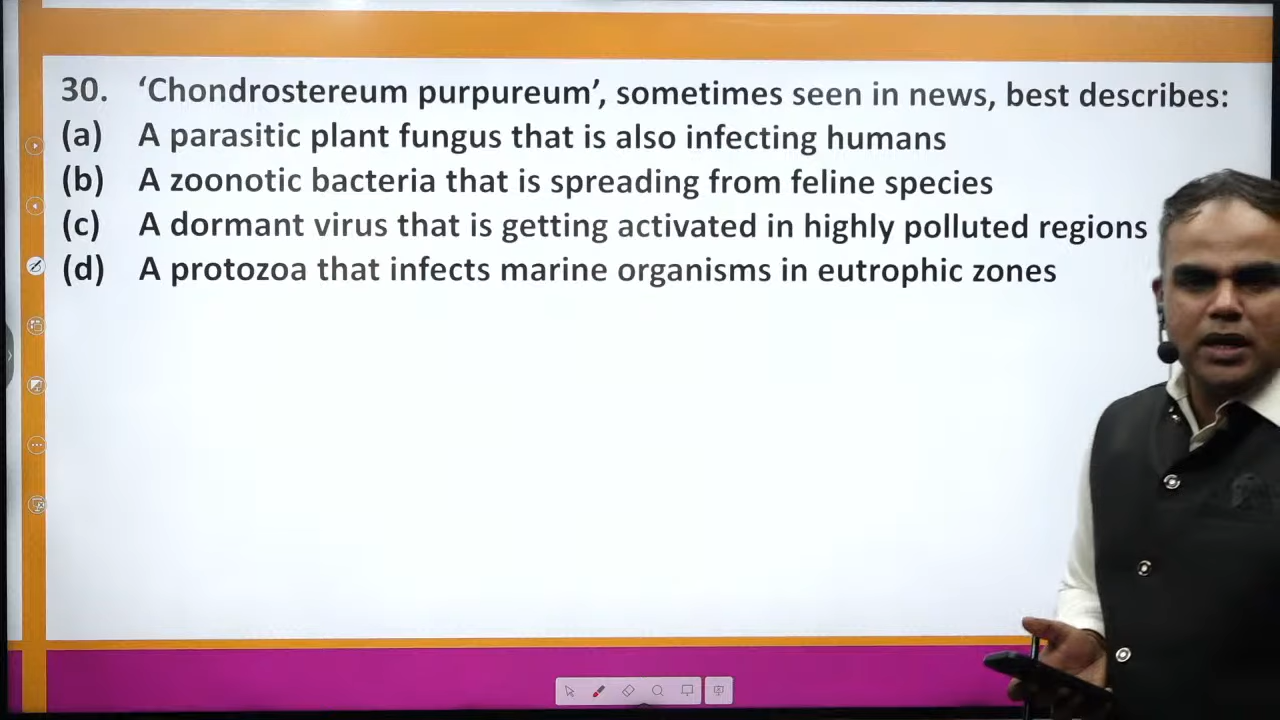 30. ‘Chondrostereum purpureum’, sometimes seen in news, best describes:
(a) A parasitic plant fungus that is also infecting humans
(b) A zoonotic bacteria that is spreading from feline species
(c) A dormant virus that is getting activated in highly polluted regions
(d) A protozoa that infects marine organisms in eutrophic zones